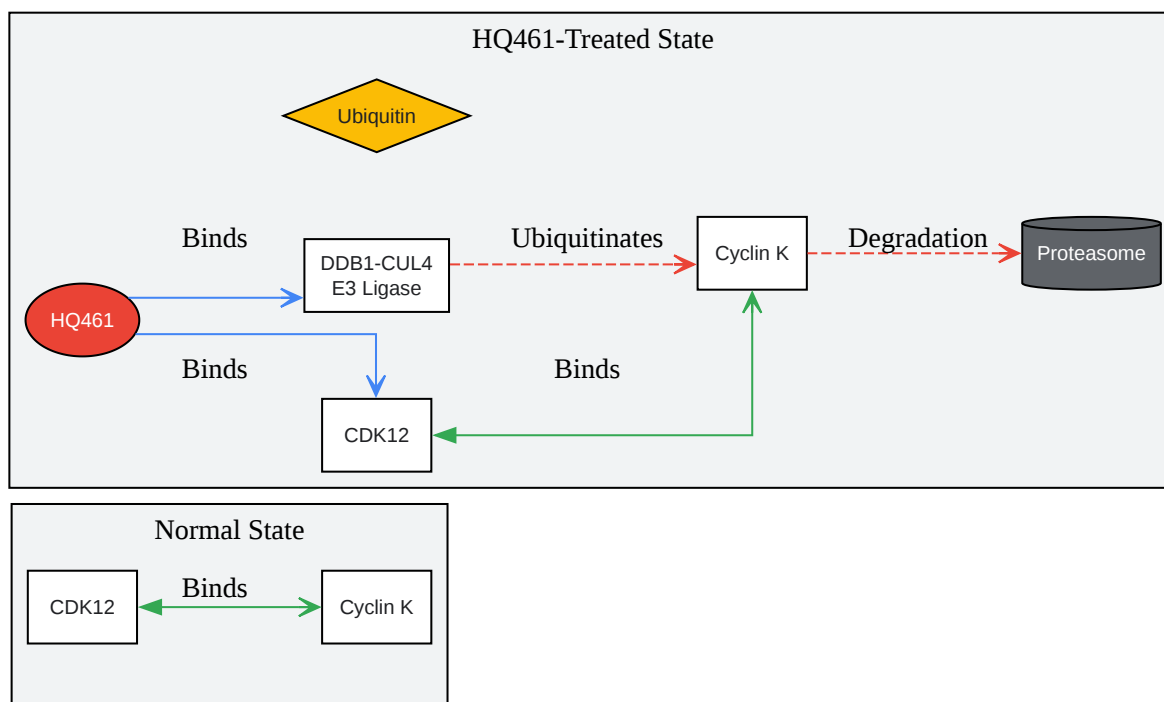 HQ461-Treated State
Ubiquitin
Binds
DDB1-CUL4
E3 Ligase
Ubiquitinates
Cyclin K
Degradation
Proteasome
HQ461
Binds
Binds
CDK12
Normal State
CDK12
Binds
Cyclin K